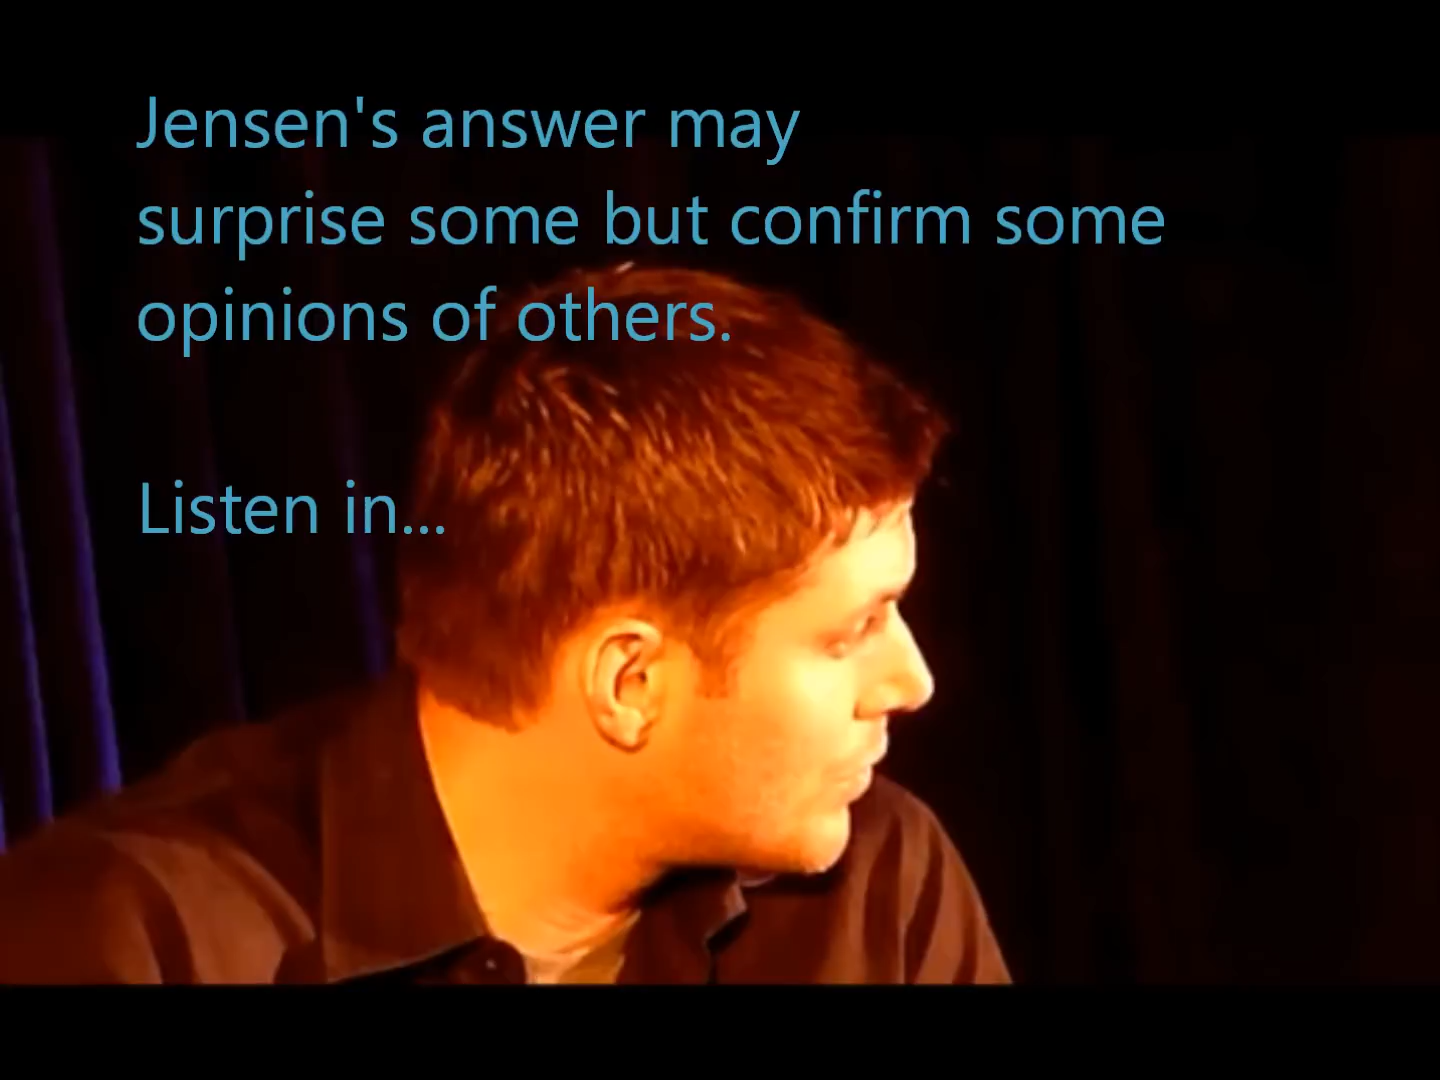 Jensen's answer may
surprise some but confirm some
opinions of others.
Listen in...